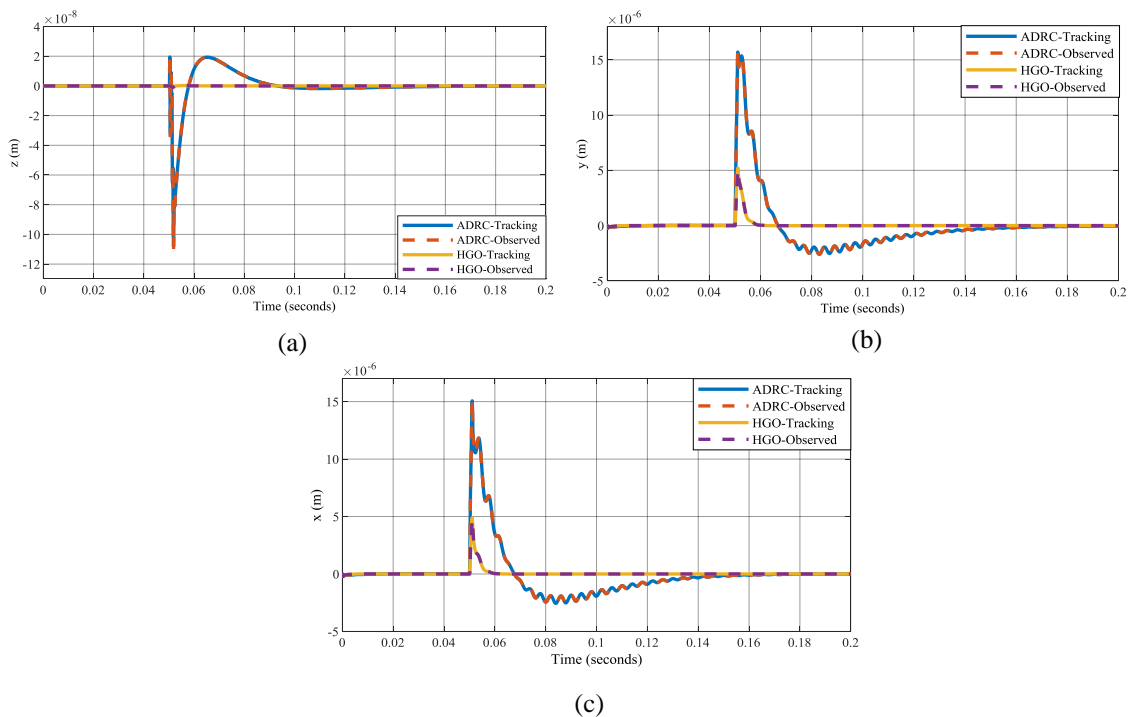 ×10-8
4
2
0
-2
-4
-6
-8
-10
-12
z (m)
ADRC-Tracking
ADRC-Observed
HGO-Tracking
HGO-Observed
0 0.02 0.04 0.06 0.08 0.1 0.12 0.14 0.16 0.18 0.2
Time (seconds)
(a)
×10-6
15
10
5
0
-5
y (m)
ADRC-Tracking
ADRC-Observed
HGO-Tracking
HGO-Observed
0 0.02 0.04 0.06 0.08 0.1 0.12 0.14 0.16 0.18 0.2
Time (seconds)
(b)
×10-6
15
10
5
0
-5
x (m)
ADRC-Tracking
ADRC-Observed
HGO-Tracking
HGO-Observed
0 0.02 0.04 0.06 0.08 0.1 0.12 0.14 0.16 0.18 0.2
Time (seconds)
(c)